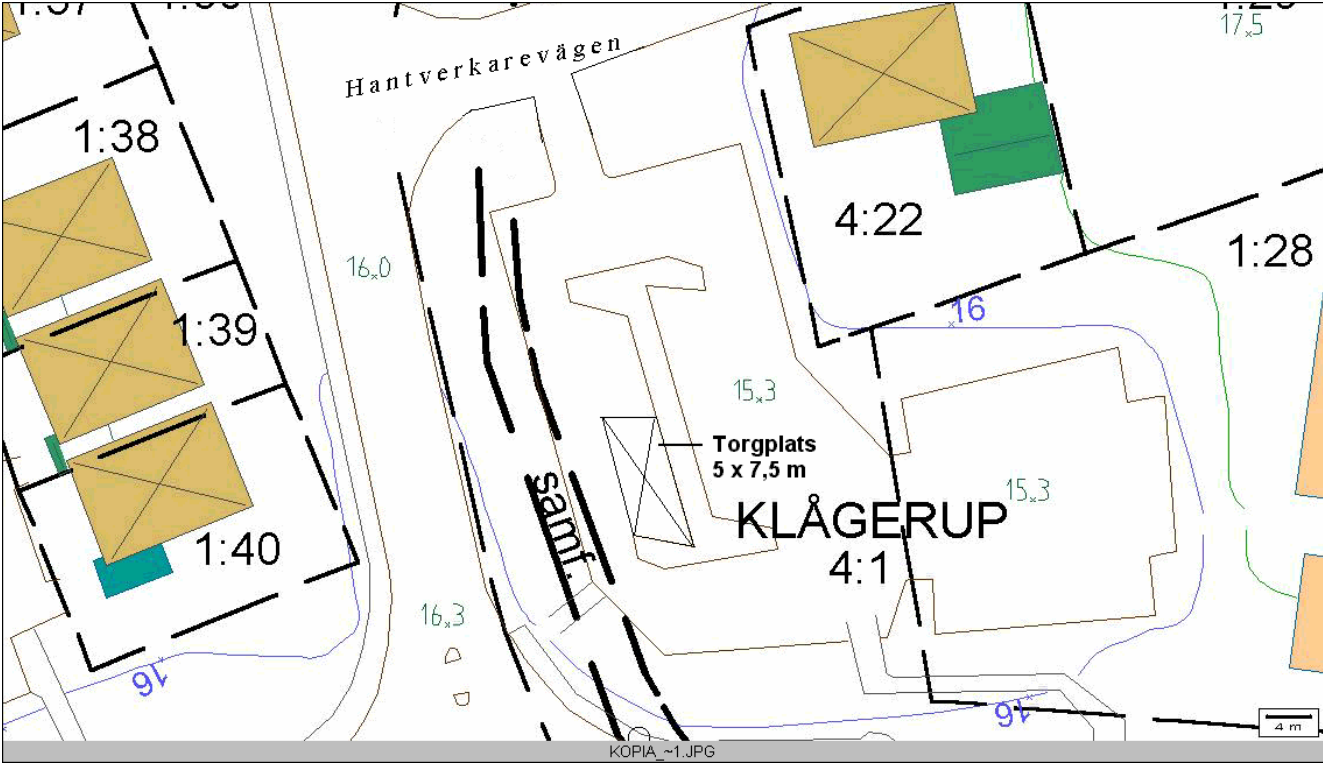 Hantverkarevägen
17,5
1:38
4:22
1:28
16,0
1:39
16
15,3
Torgplats
5 x 7,5 m
samf.
KLÅGERUP
15,3
1:40
4:1
16,3
16
16
4 m
KOPIA_~1.JPG